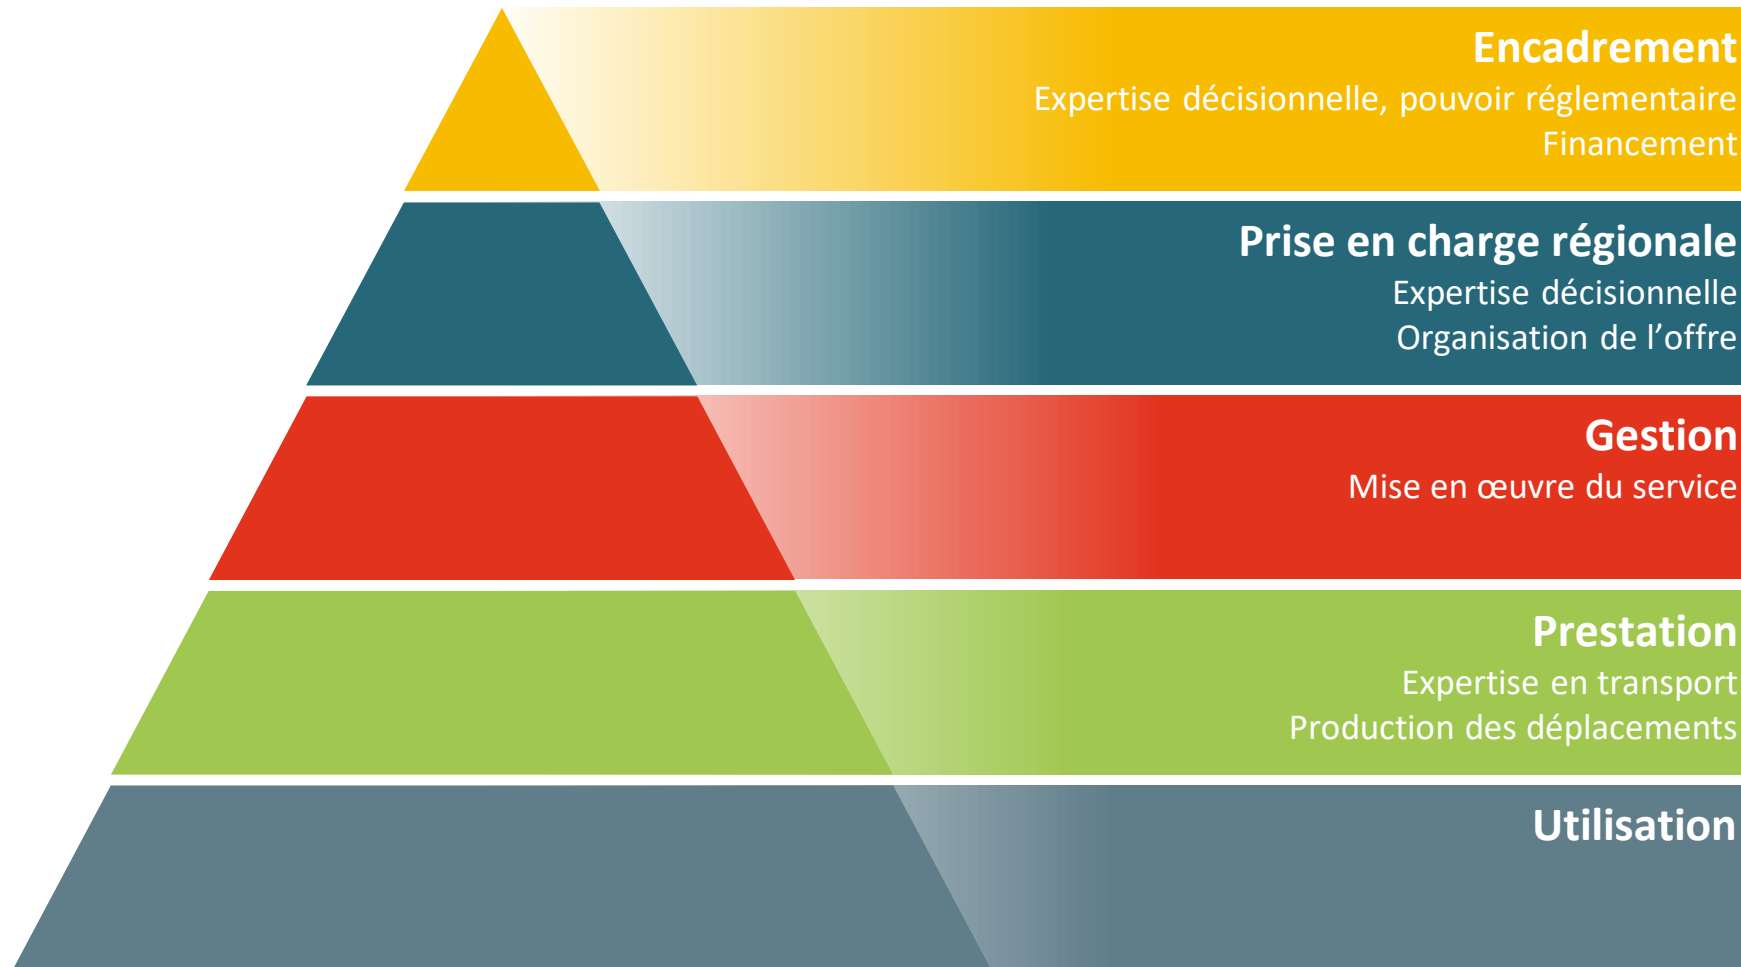 Encadrement
Expertise décisionnelle, pouvoir réglementaire
Financement
Prise en charge régionale
Expertise décisionnelle
Organisation de l’offre
Gestion
Mise en œuvre du service
Prestation
Expertise en transport
Production des déplacements
Utilisation